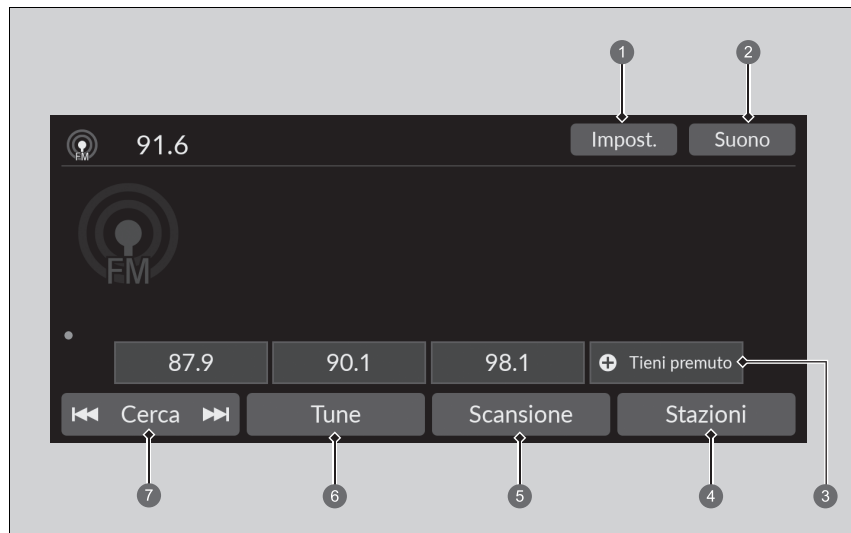 1 2
FM 91.6 Impost. Suono
FM
87.9 90.1 98.1 Tieni premuto
Cerca Tune Scansione Stazioni
7 6 5 4 3